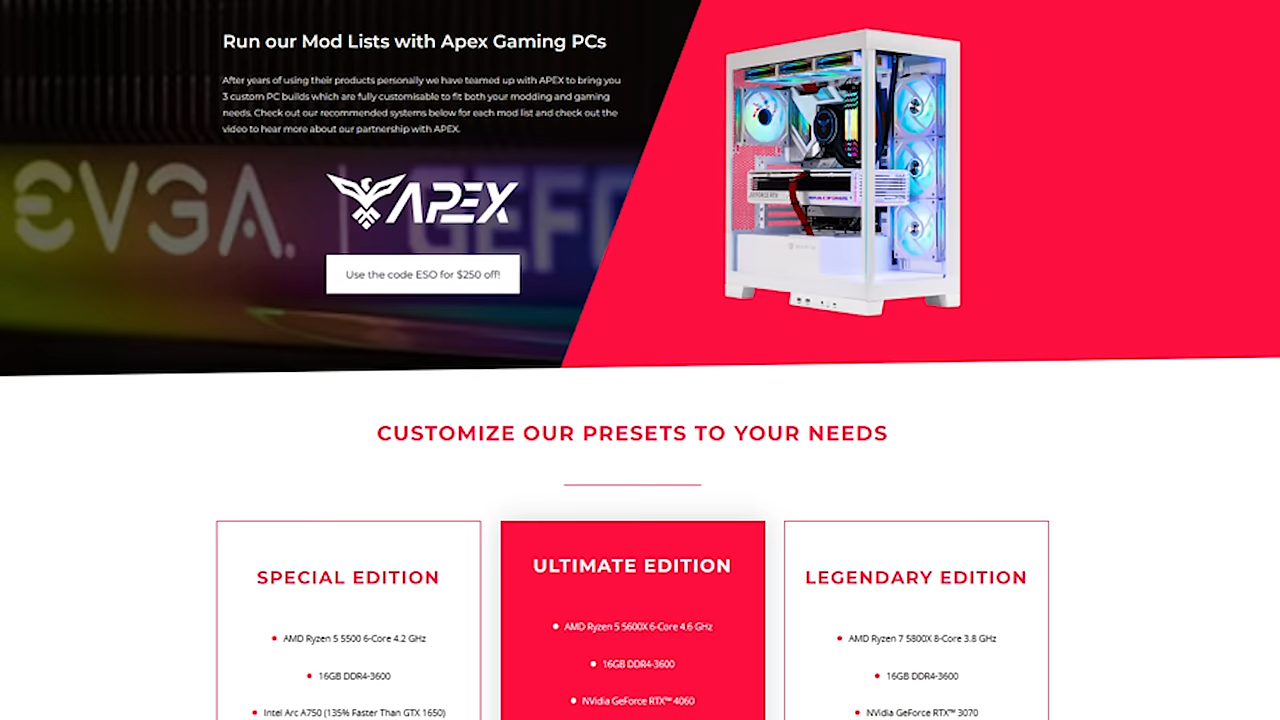 Run our Mod Lists with Apex Gaming PCs
After years of using their products personally we have teamed up with APEX to bring you
3 custom PC builds which are fully customisable to fit both your modding and gaming
needs. Check out our recommended systems below for each mod list and check out the
video to hear more about our partnership with APEX.
EVGA. | GEFO
APEX
Use the code ESO for $250 off!
CUSTOMIZE OUR PRESETS TO YOUR NEEDS
SPECIAL EDITION
AMD Ryzen 5 5500 6-Core 4.2 GHz
16GB DDR4-3600
Intel Arc A750 (135% Faster Than GTX 1650)
ULTIMATE EDITION
AMD Ryzen 5 5600X 6-Core 4.6 GHz
16GB DDR4-3600
NVidia GeForce RTX™ 4060
LEGENDARY EDITION
AMD Ryzen 7 5800X 8-Core 3.8 GHz
16GB DDR4-3600
NVidia GeForce RTX™ 3070